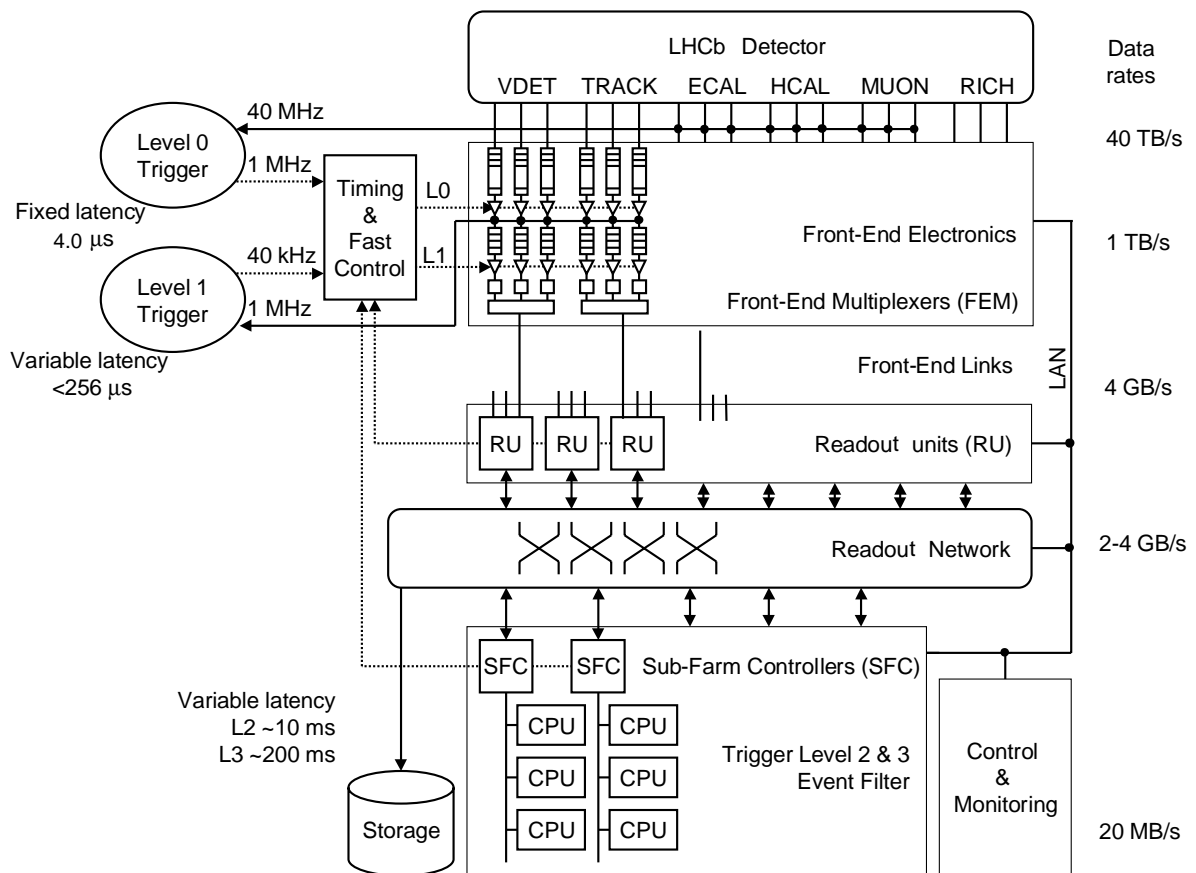 LHCb Detector
Data
rates
VDET TRACK ECAL HCAL MUON RICH
40 MHz
40 TB/s
Level 0
Trigger
1 MHz
Timing
&
Fast
Control
L0
L1
Fixed latency
4.0 µs
Front-End Electronics
1 TB/s
40 kHz
Level 1
Trigger
1 MHz
Front-End Multiplexers (FEM)
Variable latency
<256 µs
Front-End Links
LAN
4 GB/s
RU
RU
RU
Readout units (RU)
Readout Network
2-4 GB/s
SFC
SFC
Sub-Farm Controllers (SFC)
Variable latency
L2 ~10 ms
L3 ~200 ms
CPU
CPU
CPU
CPU
CPU
CPU
Trigger Level 2 & 3
Event Filter
Control
&
Monitoring
Storage
20 MB/s